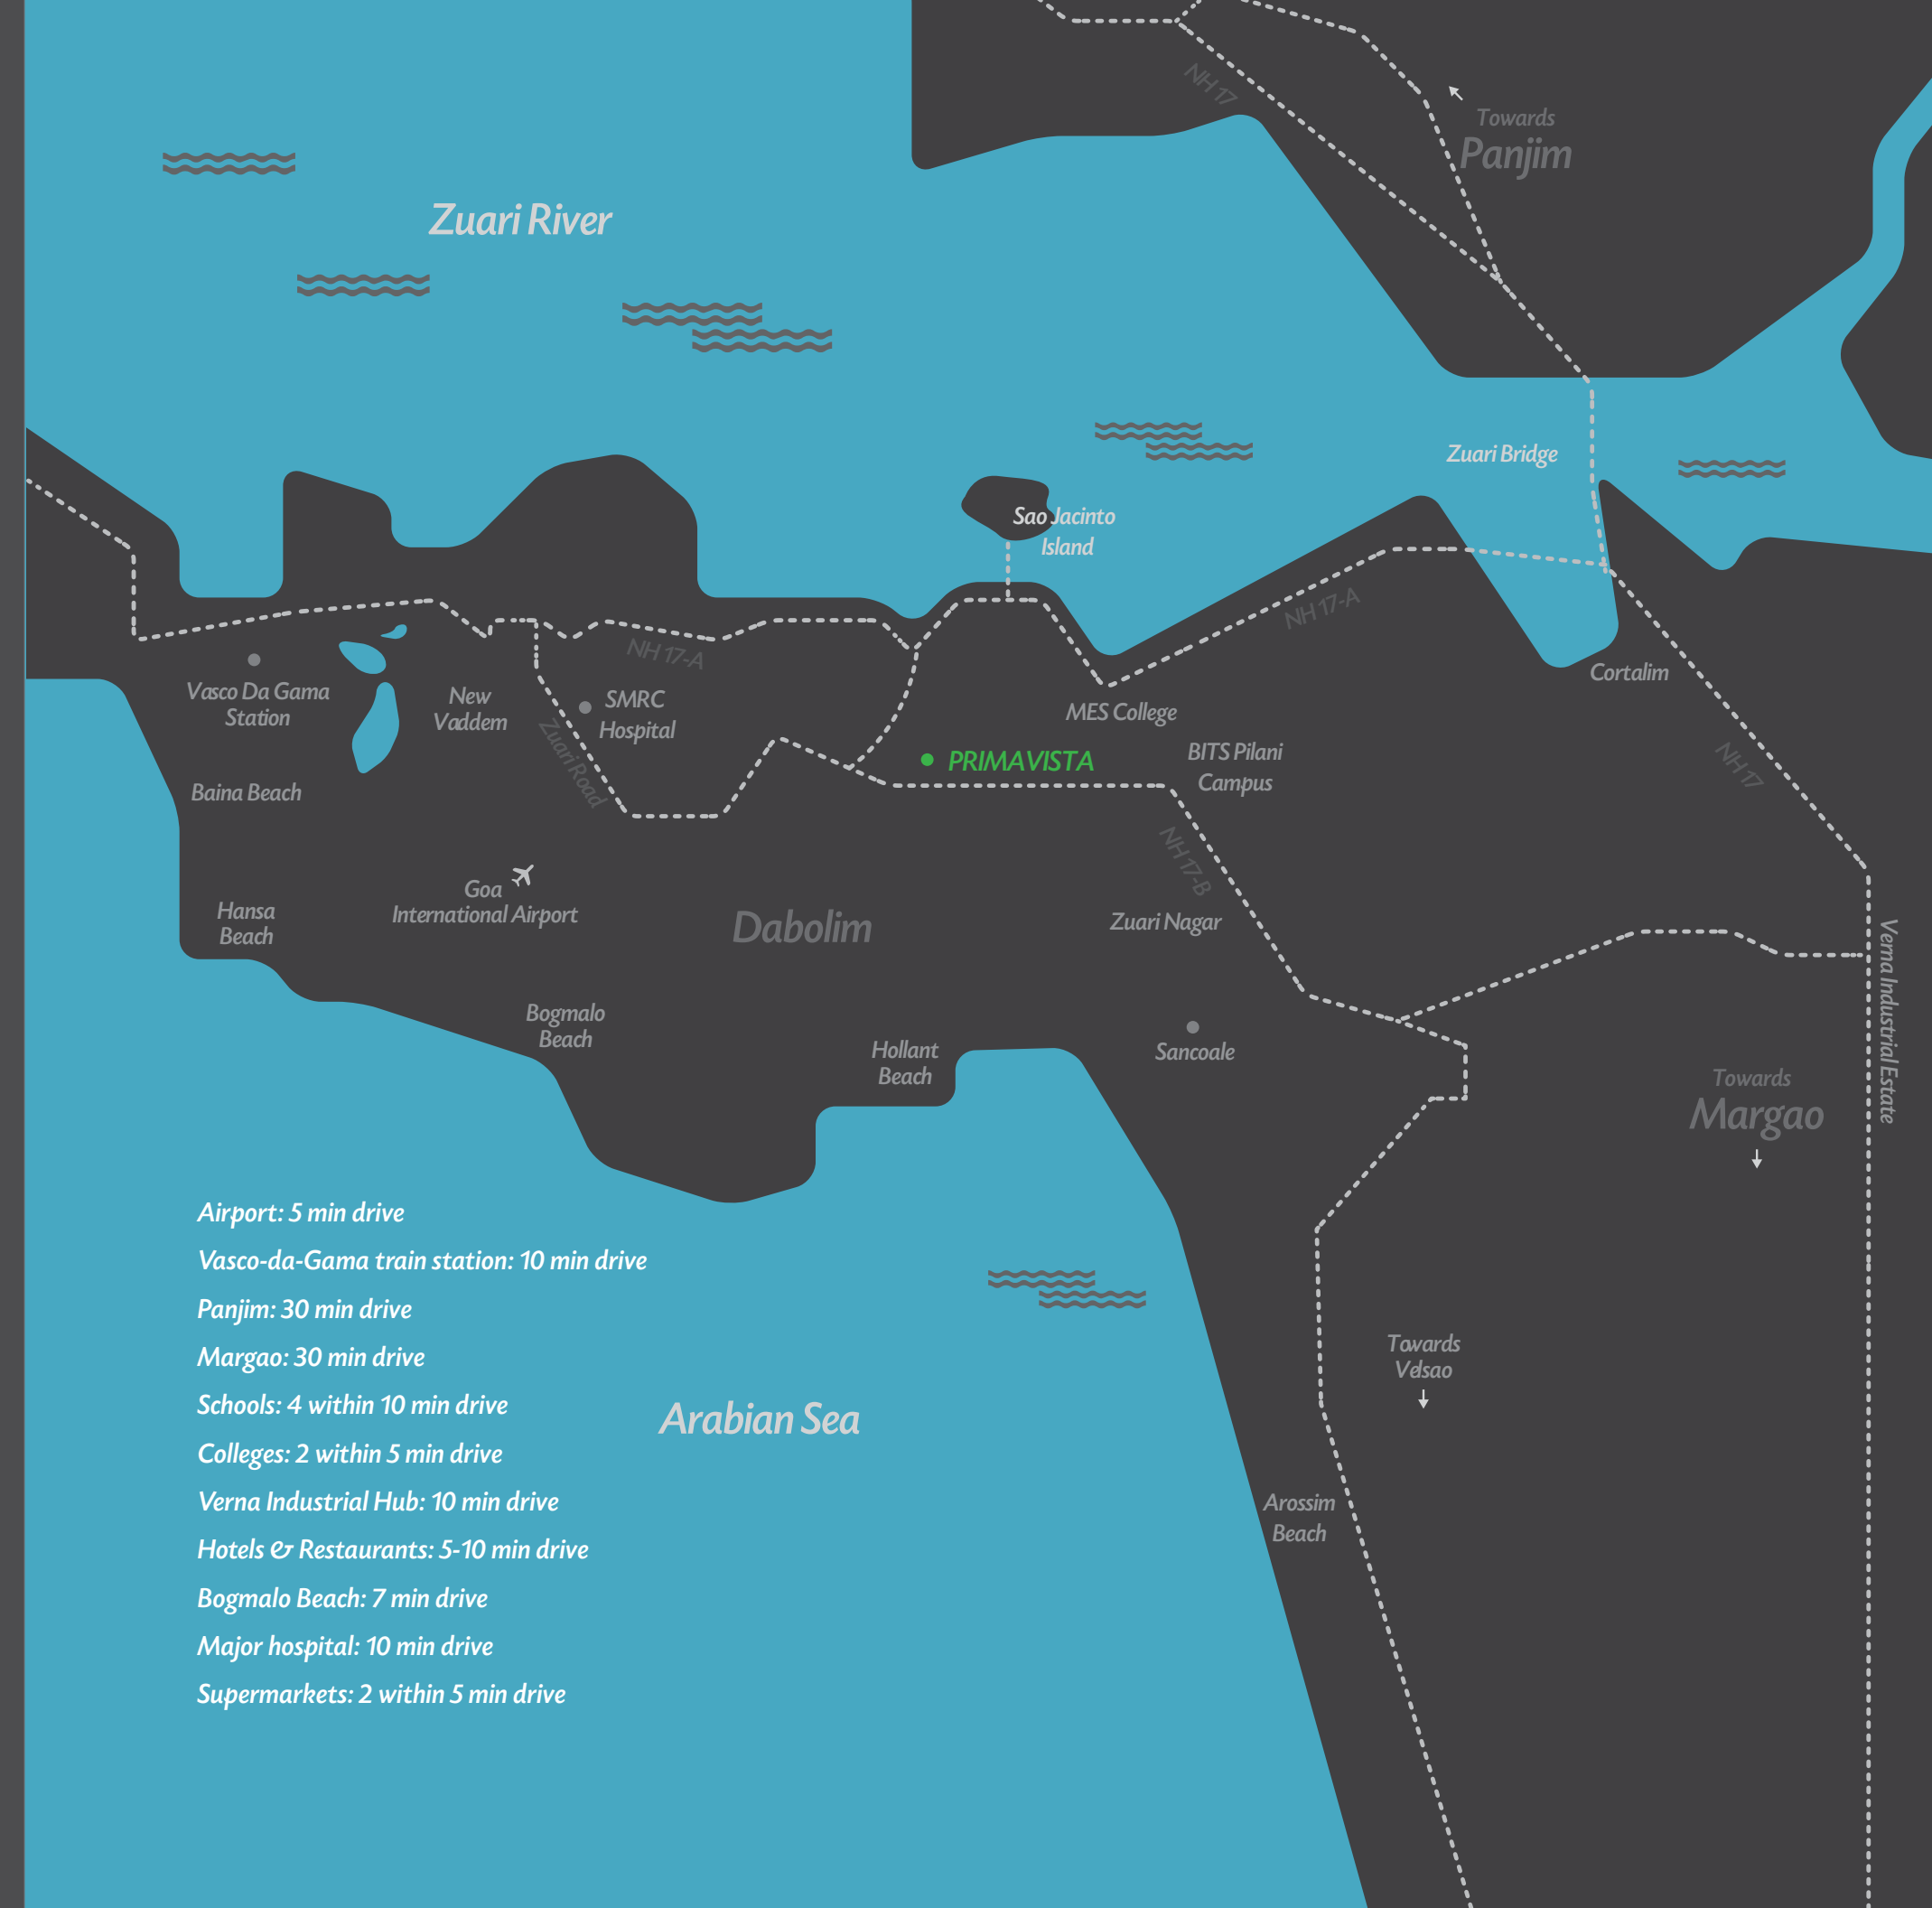 NH 17
Towards
Panjim
Zuari River
Zuari Bridge
Sao Jacinto
Island
NH 17-A
NH 17-A
Cortalim
Vasco Da Gama
Station
New
Vaddem
SMRC
Hospital
Zuari Road
MES College
PRIMAVISTA
BITS Pilani
Campus
NH 17
Baina Beach
NH 17-B
Goa
International Airport
Hansa
Beach
Dabolim
Zuari Nagar
Verna Industrial Estate
Bogmalo
Beach
Hollant
Beach
Sancoale
Towards
Margao
Airport: 5 min drive
Vasco-da-Gama train station: 10 min drive
Panjim: 30 min drive
Margao: 30 min drive
Schools: 4 within 10 min drive
Colleges: 2 within 5 min drive
Verna Industrial Hub: 10 min drive
Hotels & Restaurants: 5-10 min drive
Bogmalo Beach: 7 min drive
Major hospital: 10 min drive
Supermarkets: 2 within 5 min drive
Arabian Sea
Towards
Velsao
Arossim
Beach